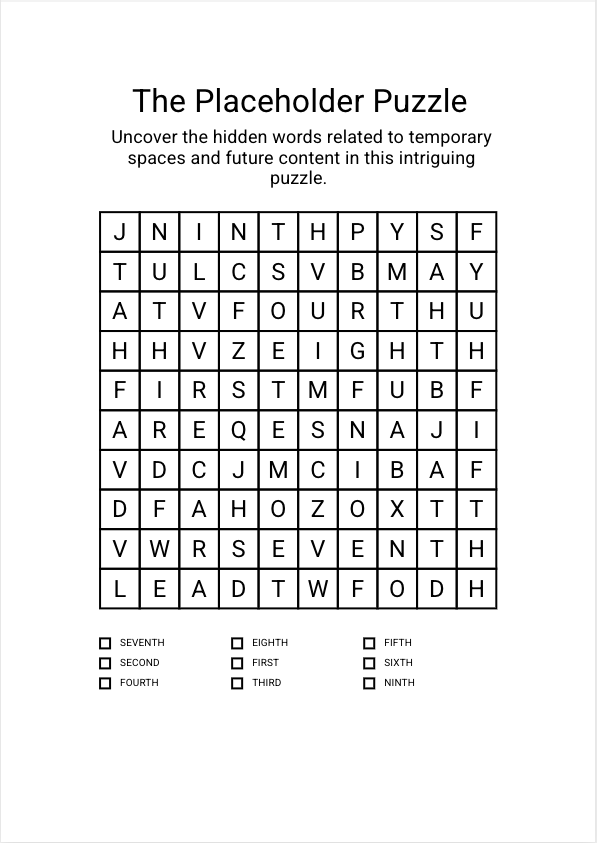 The Placeholder Puzzle
Uncover the hidden words related to temporary
spaces and future content in this intriguing
puzzle.
J N I N T H P Y S F
T U L C S V B M A Y
A T V F O U R T H U
H H V Z E I G H T H
F I R S T M F U B F
A R E Q E S N A J I
V D C J M C I B A F
D F A H O Z O X T T
V W R S E V E N T H
L E A D T W F O D H
SEVENTH EIGHTH FIFTH
SECOND FIRST SIXTH
FOURTH THIRD NINTH